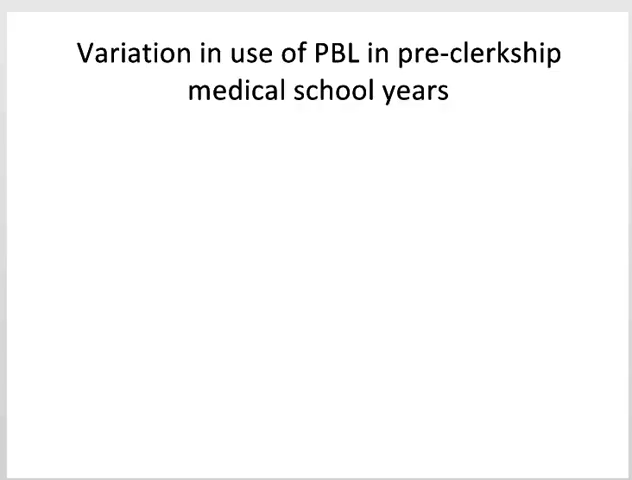 Variation in use of PBL in pre-clerkship
medical school years